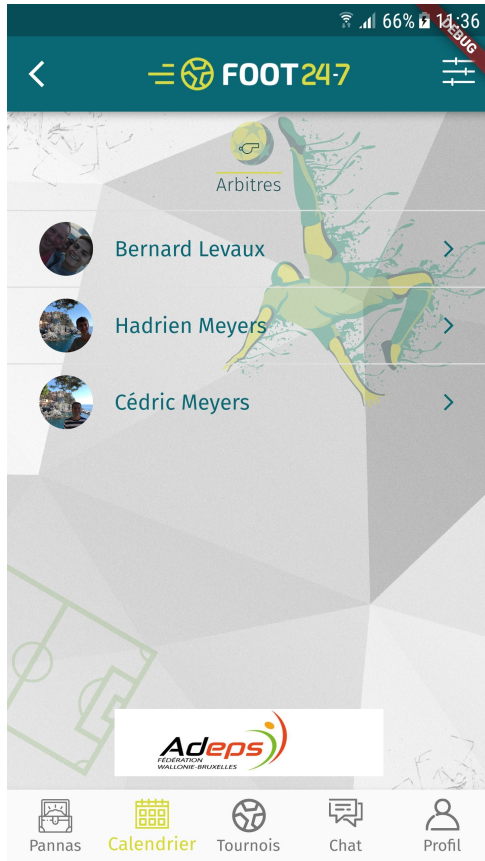 66% 11:36
DEBUG
FOOT 24-7
Arbitres
Bernard Levaux
Hadrien Meyers
Cédric Meyers
Adeps
FÉDÉRATION
WALLONIE-BRUXELLES
Pannas Calendrier Tournois Chat Profil